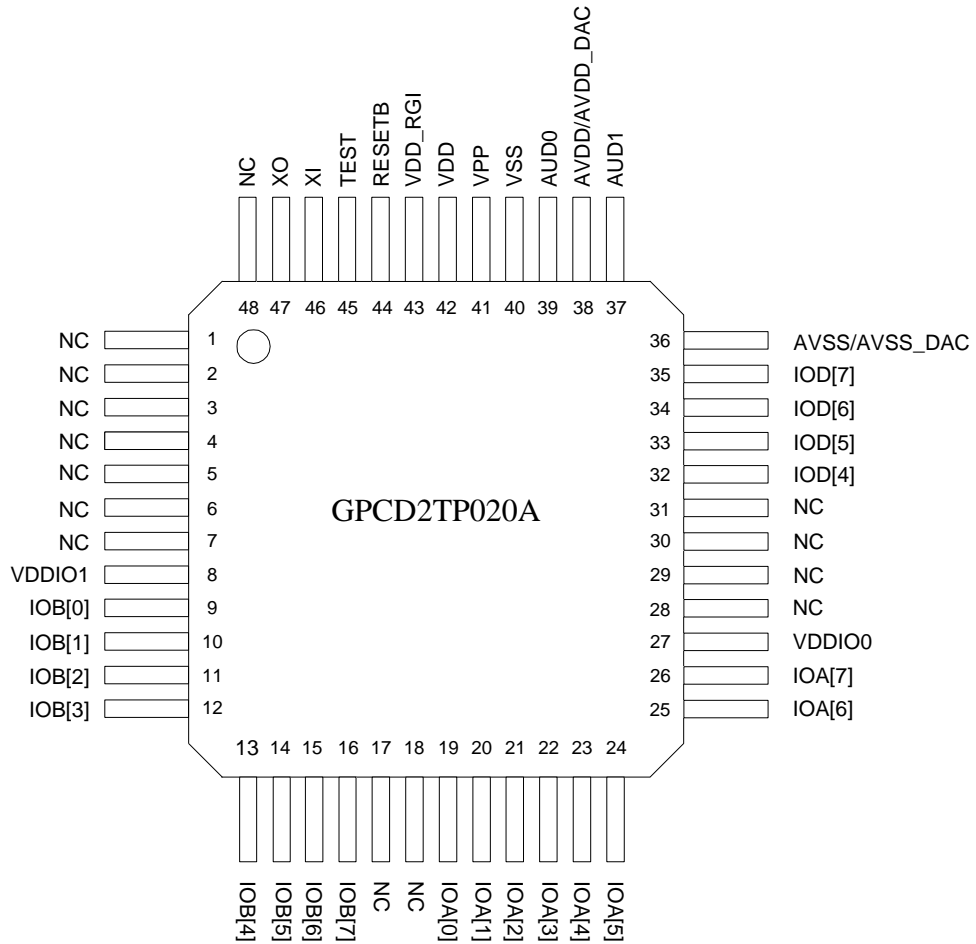 NC
XO
XI
TEST
RESETB
VDD_RGI
VDD
VPP
VSS
AUD0
AVDD/AVDD_DAC
AUD1
48 47 46 45 44 43 42 41 40 39 38 37
NC 1
NC 2
NC 3
NC 4
NC 5
NC 6
NC 7
VDDIO1 8
IOB[0] 9
IOB[1] 10
IOB[2] 11
IOB[3] 12
GPCD2TP020A
36 AVSS/AVSS_DAC
35 IOD[7]
34 IOD[6]
33 IOD[5]
32 IOD[4]
31 NC
30 NC
29 NC
28 NC
27 VDDIO0
26 IOA[7]
25 IOA[6]
13 14 15 16 17 18 19 20 21 22 23 24
IOB[4]
IOB[5]
IOB[6]
IOB[7]
NC
NC
IOA[0]
IOA[1]
IOA[2]
IOA[3]
IOA[4]
IOA[5]